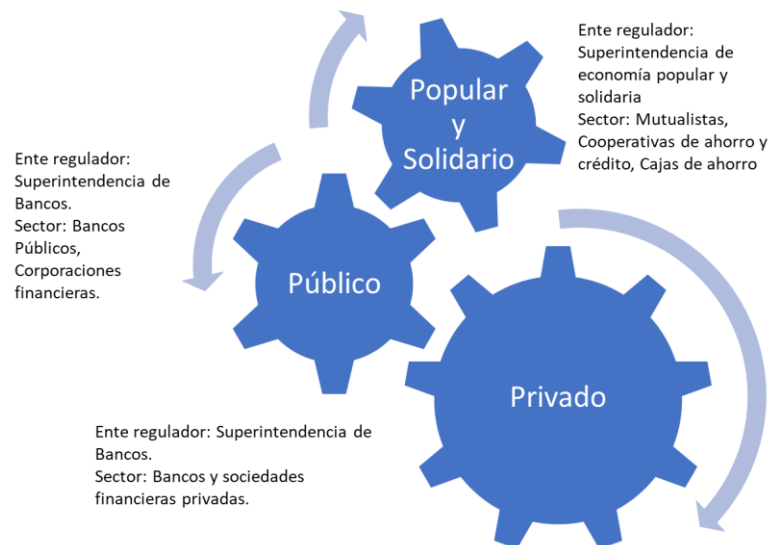 Popular
y
Solidario
Ente regulador:
Superintendencia de
economía popular y
solidaria
Sector: Mutualistas,
Cooperativas de ahorro y
crédito, Cajas de ahorro
Ente regulador:
Superintendencia de
Bancos.
Sector: Bancos
Públicos,
Corporaciones
financieras.
Público
Privado
Ente regulador: Superintendencia de
Bancos.
Sector: Bancos y sociedades
financieras privadas.